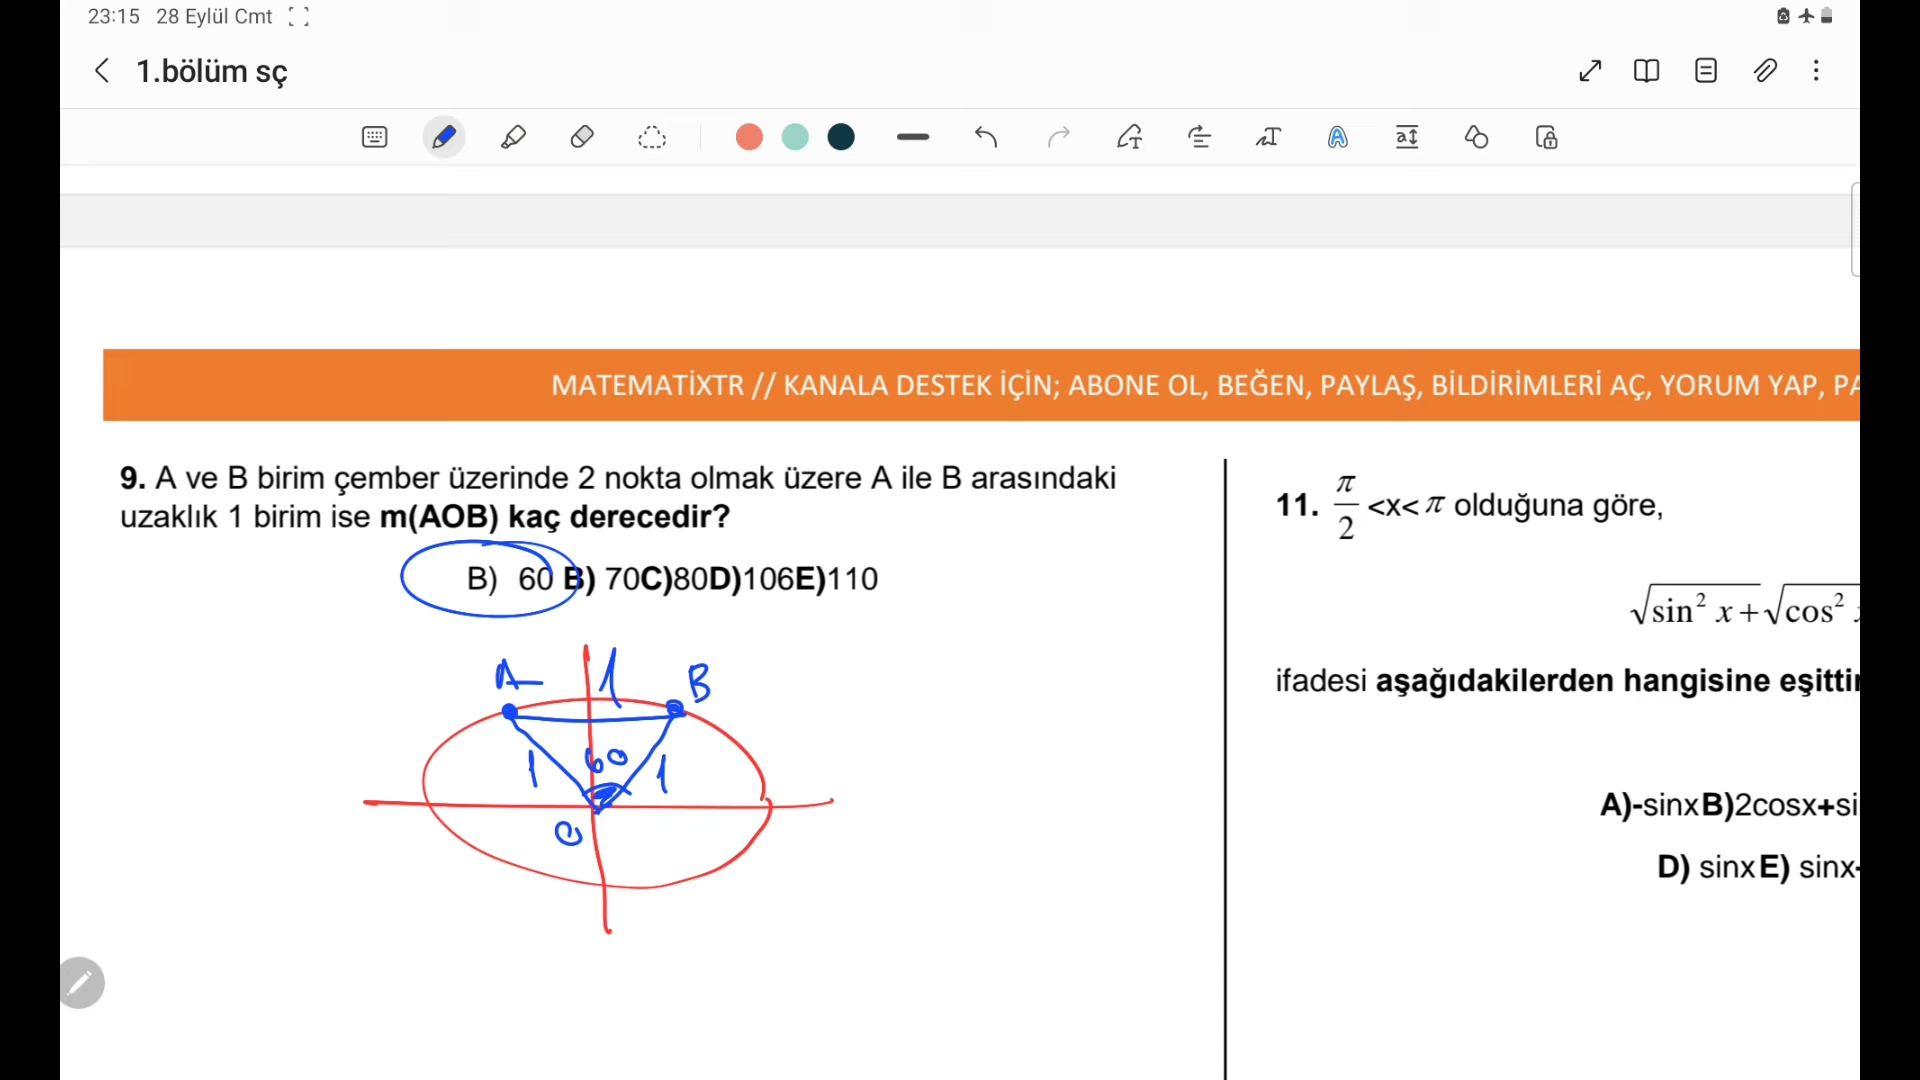 23:15 28 Eylül Cmt
1.bölüm sç
MATEMATİXTR // KANALA DESTEK İÇİN; ABONE OL, BEĞEN, PAYLAŞ, BİLDİRİMLERİ AÇ, YORUM YAP, PA
9. A ve B birim çember üzerinde 2 nokta olmak üzere A ile B arasındaki
uzaklık 1 birim ise m(AOB) kaç derecedir?
B) 60 B) 70C)80D)106E)110
A 1 B
1 60 1
O
11. π/2 <x< π olduğuna göre,
√sin² x + √cos²
ifadesi aşağıdakilerden hangisine eşittir
A)-sinxB)2cosx+si
D) sinxE) sinx-